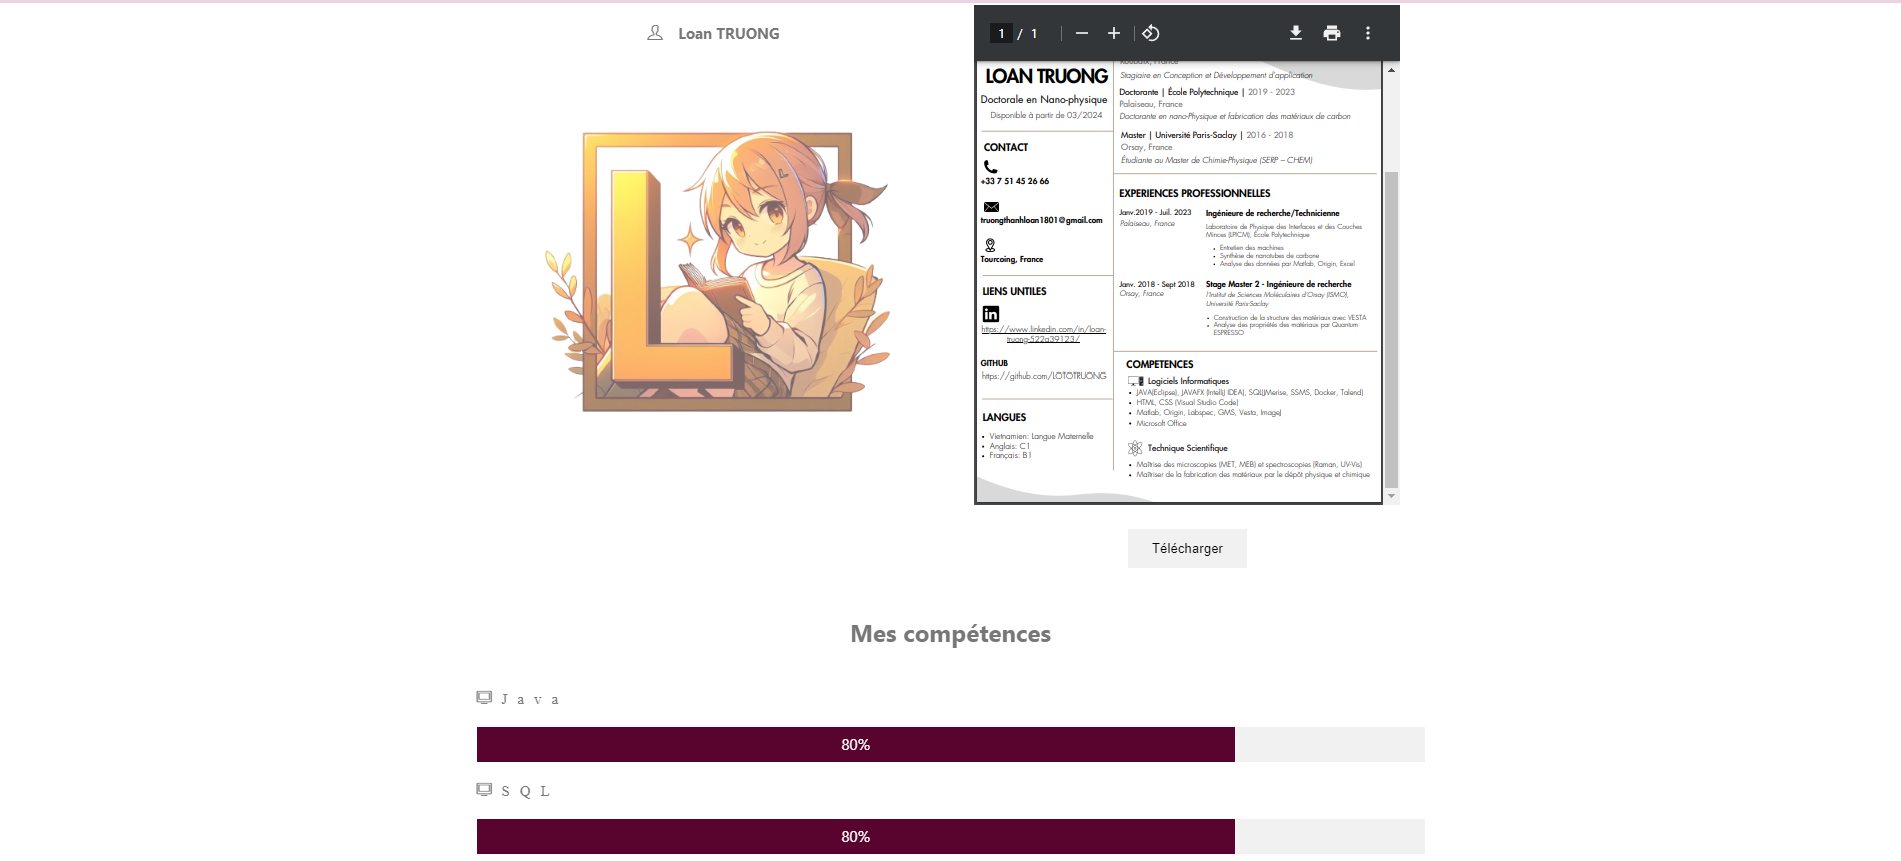 Loan TRUONG
L
1 / 1
LOAN TRUONG
Doctorale en Nano-physique
Disponible à partir de 03/2024
CONTACT
+33 7 51 45 26 66
truongthanhloan1801@gmail.com
Tourcoing, France
LIENS UNTILES
in
https://www.linkedin.com/in/loan-
truong-522a39123/
GITHUB
https://github.com/LOTOTRUONG
LANGUES
• Vietnamien: Langue Maternelle
• Anglais: C1
• Français: B1
Roubaix, France
Stagiaire en Conception et Développement d'application
Doctorante | École Polytechnique | 2019 - 2023
Palaiseau, France
Doctorante en nano-Physique et fabrication des matériaux de carbon
Master | Université Paris-Saclay | 2016 - 2018
Orsay, France
Étudiante au Master de Chimie-Physique (SERP – CHEM)
EXPERIENCES PROFESSIONNELLES
Janv.2019 - Juil. 2023 Ingénieure de recherche/Technicienne
Palaiseau, France
Laboratoire de Physique des Interfaces et des Couches
Minces (LPICM), École Polytechnique
• Entretien des machines
• Synthèse de nanotubes de carbone
• Analyse des données par Matlab, Origin, Excel
Janv. 2018 - Sept 2018 Stage Master 2 - Ingénieure de recherche
Orsay, France
l'Institut de Sciences Moléculaires d'Orsay (ISMO),
Université Paris-Saclay
• Construction de la structure des matériaux avec VESTA
• Analyse des propriétés des matériaux par Quantum
ESPRESSO
COMPETENCES
Logiciels Informatiques
• JAVA(Eclipse), JAVAFX (IntelliJ IDEA), SQL(JMerise, SSMS, Docker, Talend)
• HTML, CSS (Visual Studio Code)
• Matlab, Origin, Labspec, GMS, Vesta, ImageJ
• Microsoft Office
Technique Scientifique
• Maîtrise des microscopies (MET, MEB) et spectroscopies (Raman, UV-Vis)
• Maîtriser de la fabrication des matériaux par le dépôt physique et chimique
Télécharger
Mes compétences
Java
80%
SQL
80%